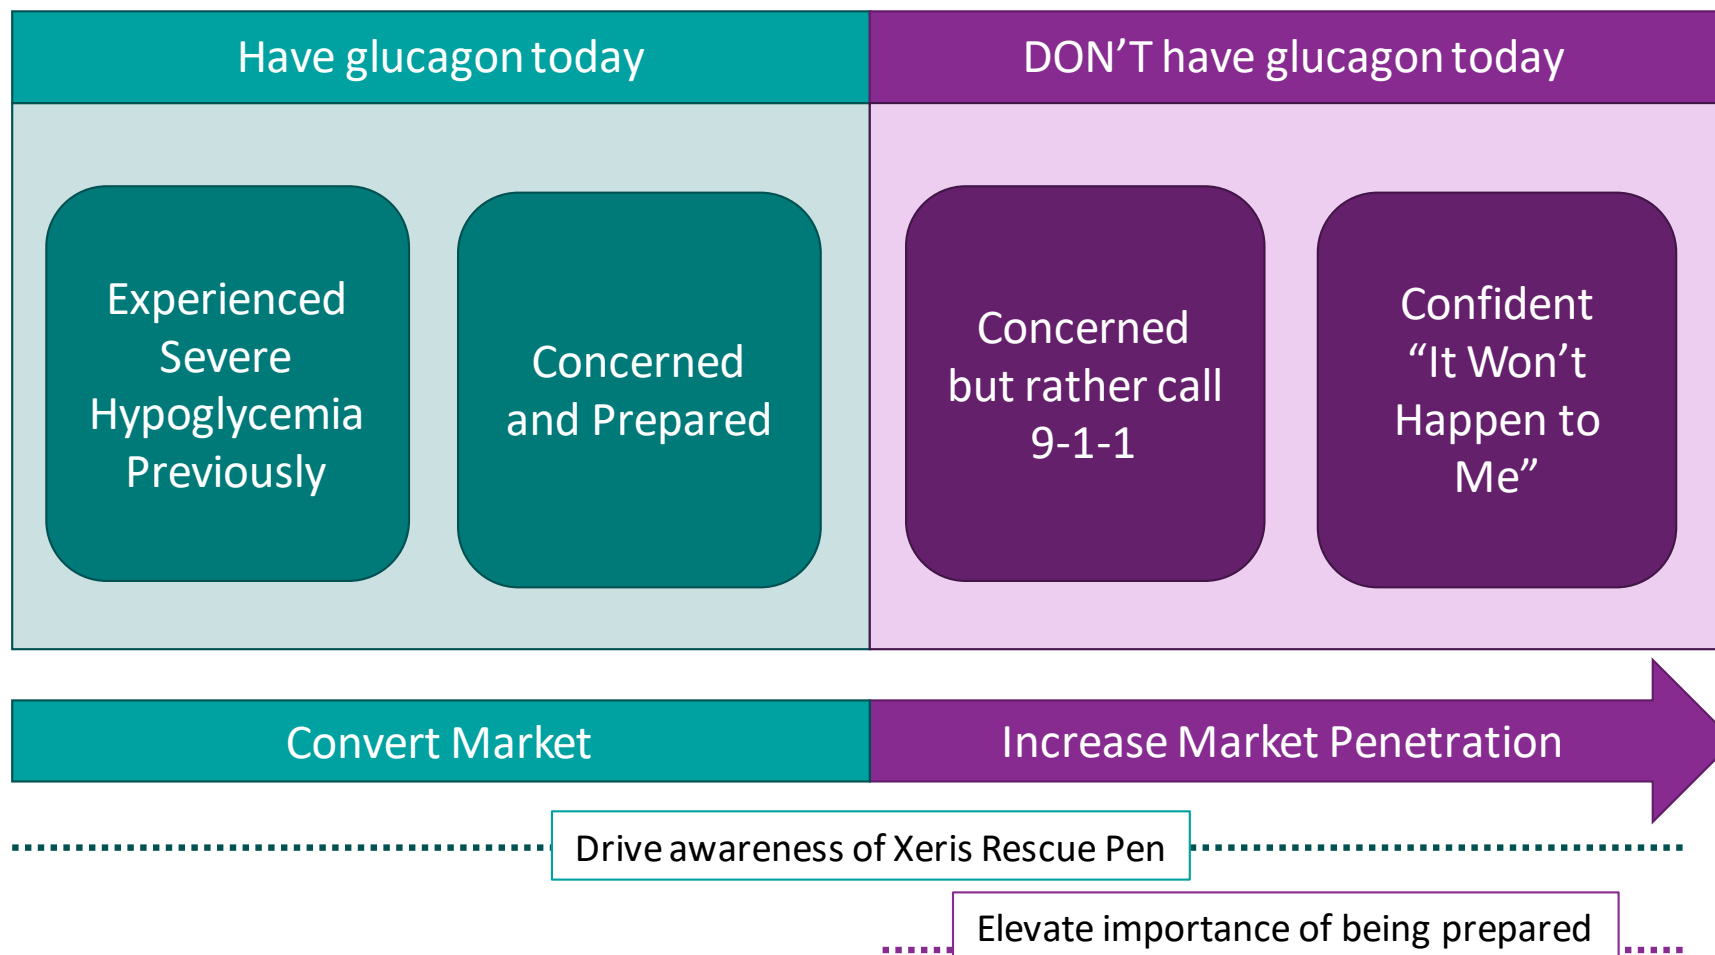 Have glucagon today
DON’T have glucagon today
Experienced
Severe
Hypoglycemia
Previously
Concerned
and Prepared
Concerned
but rather call
9-1-1
Confident
“It Won’t
Happen to
Me”
Convert Market
Increase Market Penetration
Drive awareness of Xeris Rescue Pen
Elevate importance of being prepared